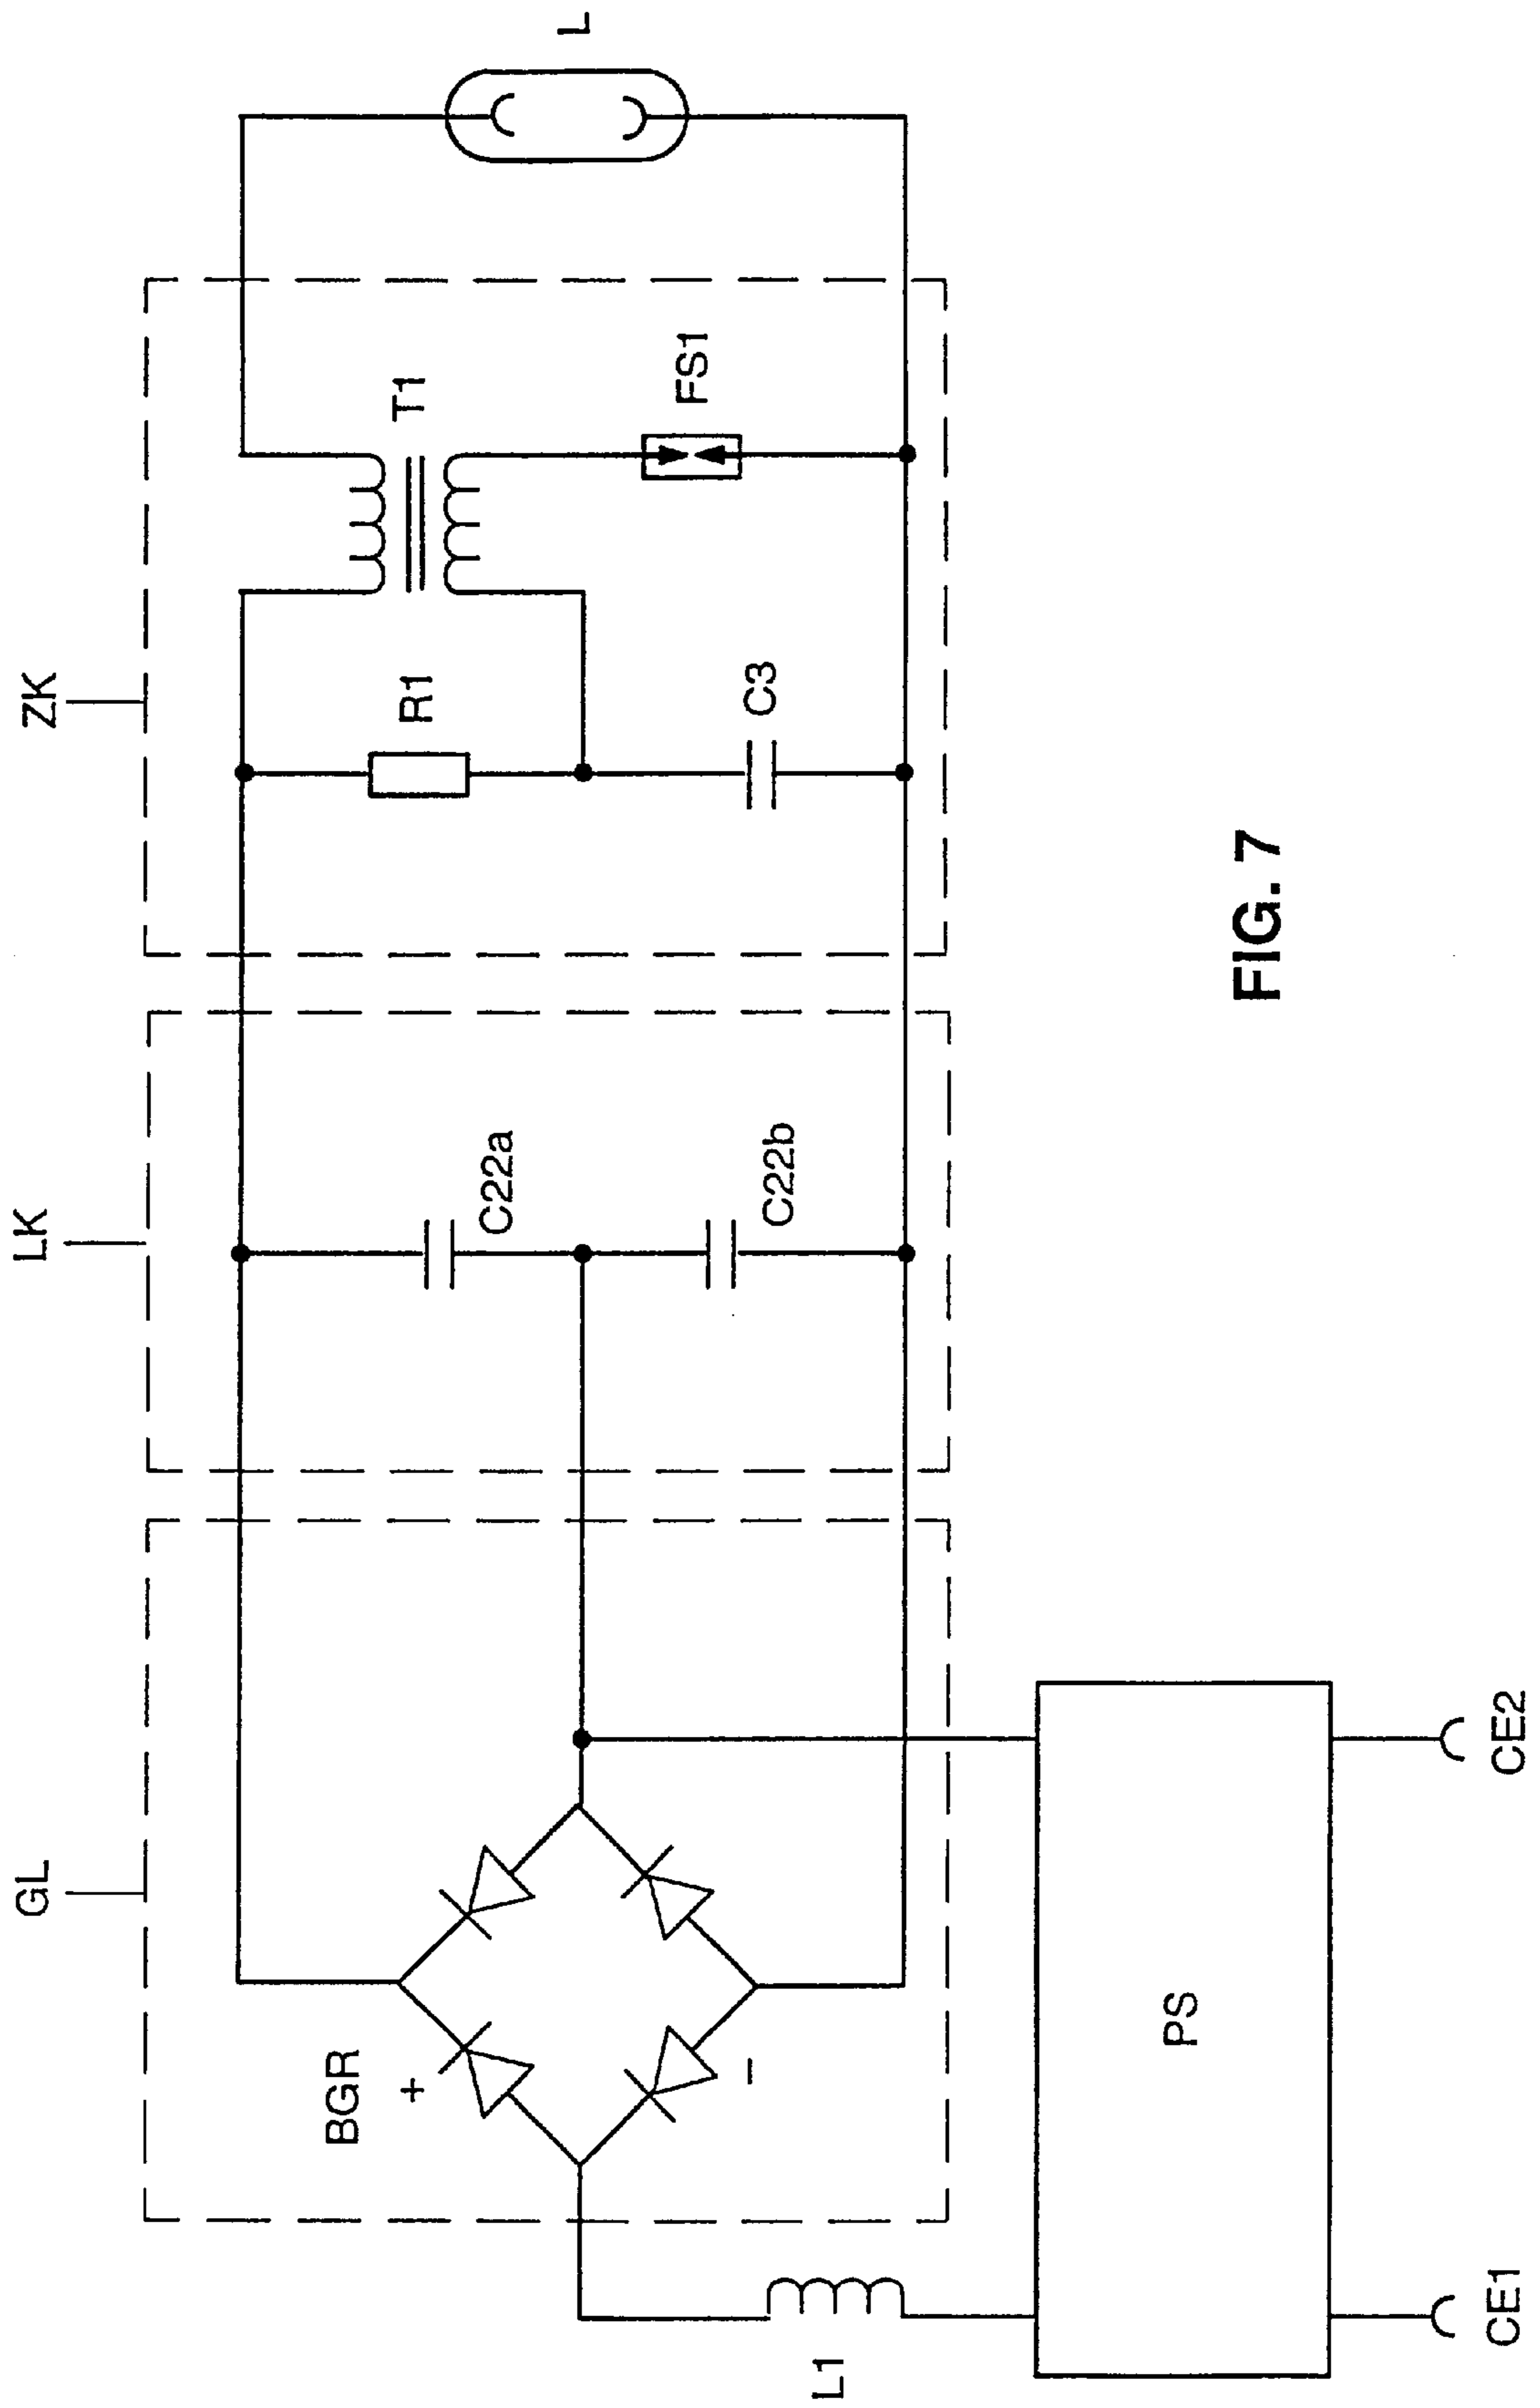 GL
LK
ZK
BGR
+
−
C22a
C22b
R1
C3
T1
FS1
L
L1
PS
CE1
CE2
FIG. 7